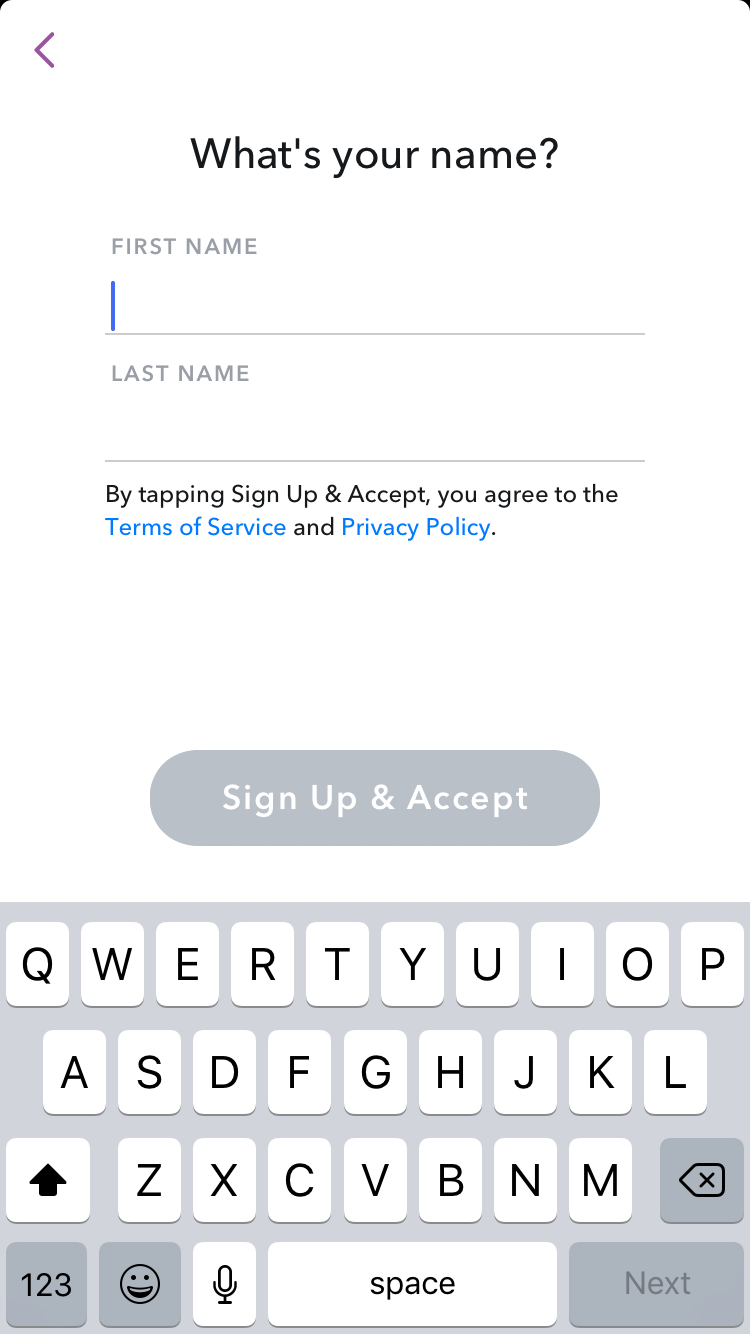 What's your name?
FIRST NAME
LAST NAME
By tapping Sign Up & Accept, you agree to the
Terms of Service and Privacy Policy.
Sign Up & Accept
Q W E R T Y U I O P
A S D F G H J K L
Z X C V B N M
123 space Next